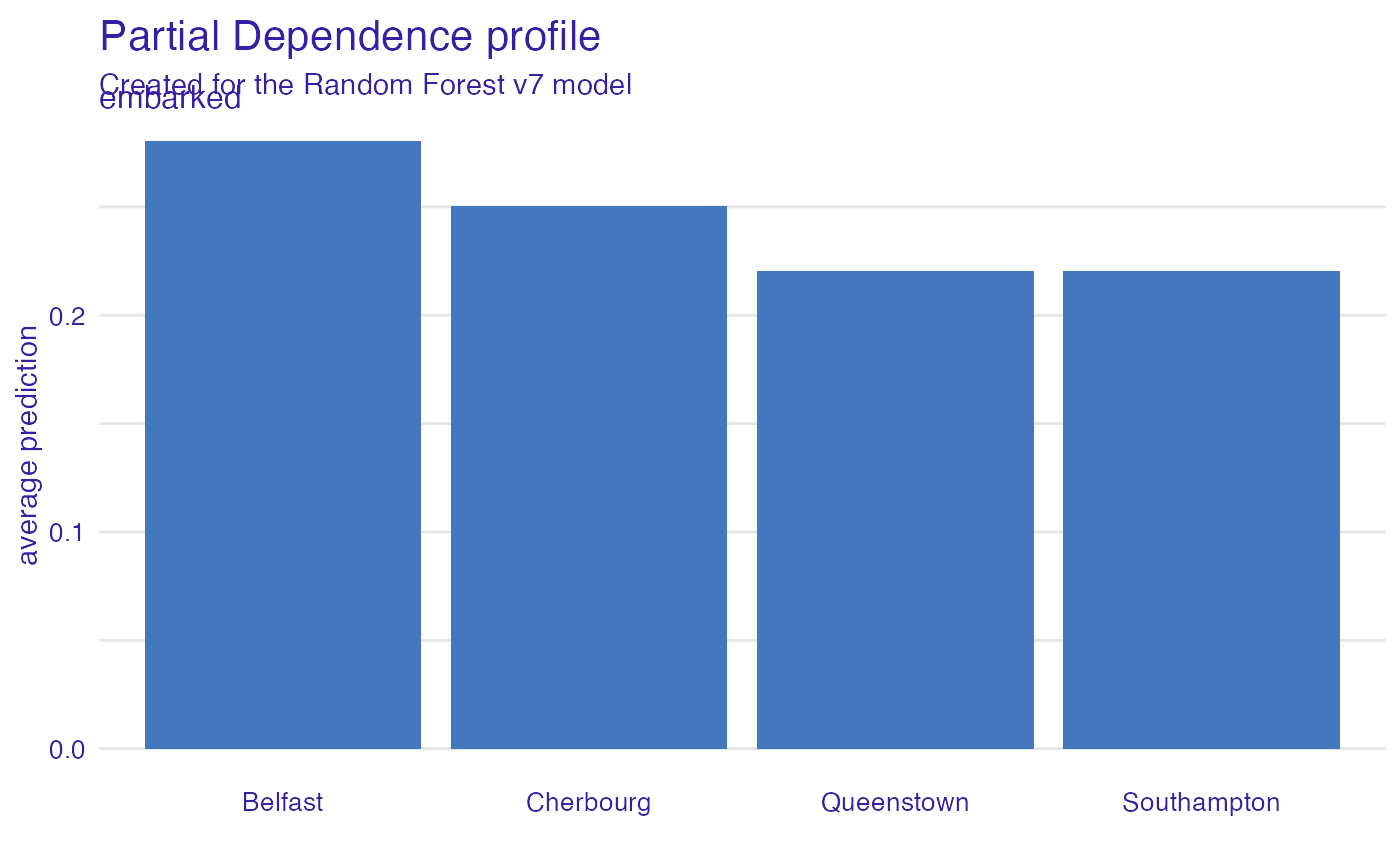 Partial Dependence profile
Created for the Random Forest v7 model
embarked
average prediction
0.2
0.1
0.0
Belfast
Cherbourg
Queenstown
Southampton